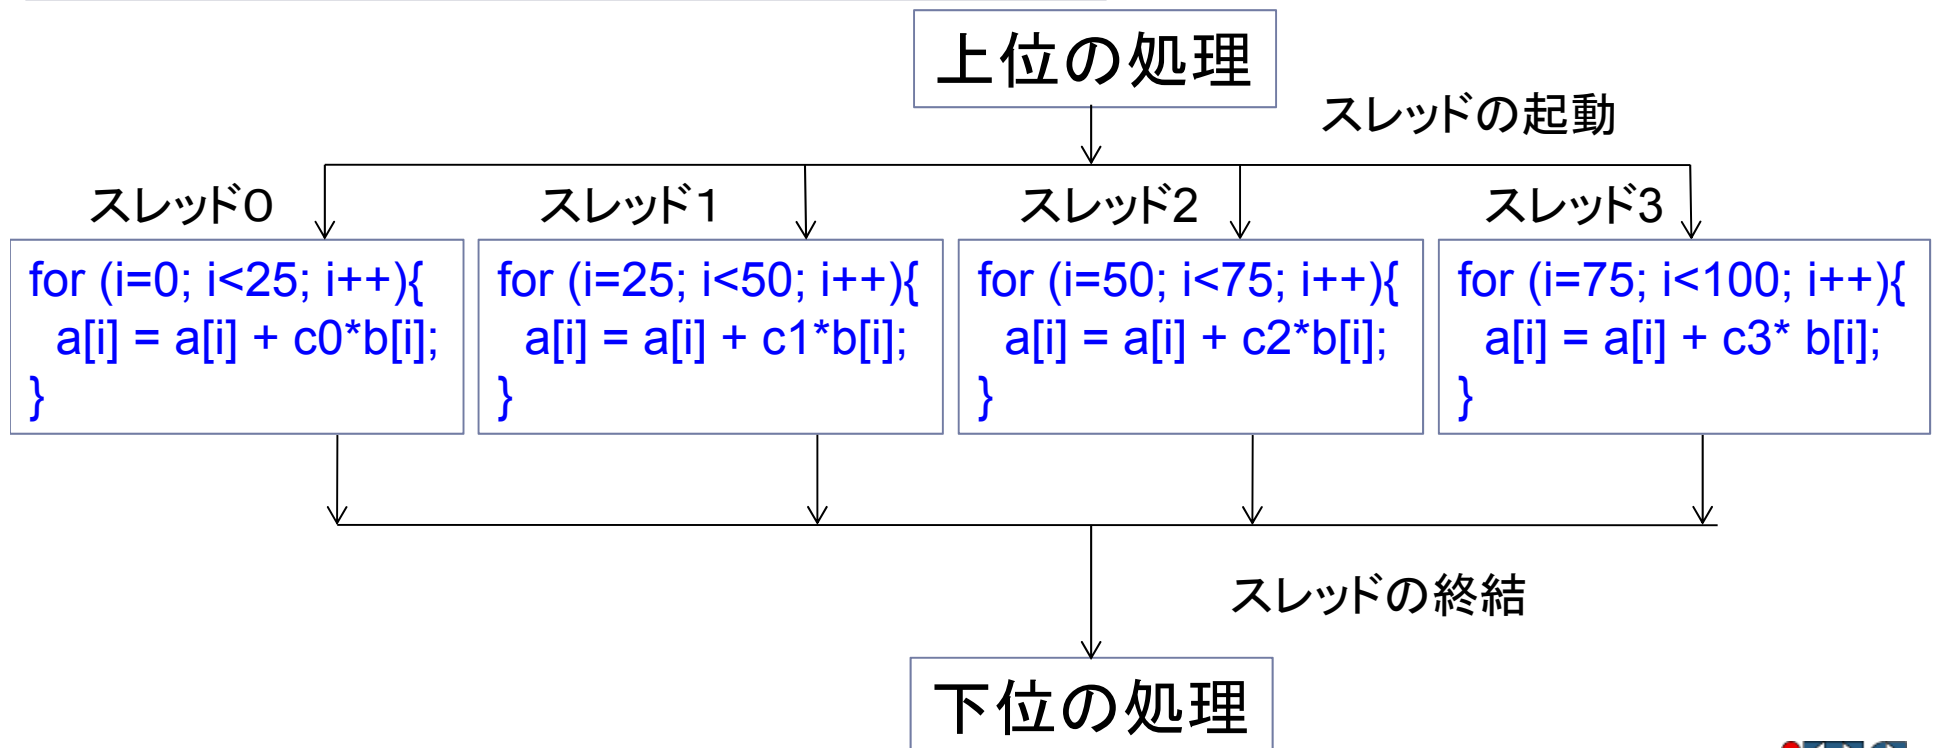 上位の処理
スレッドの起動
スレッド0
スレッド1
スレッド2
スレッド3
for (i=0; i<25; i++){
a[i] = a[i] + c0*b[i];
}
for (i=25; i<50; i++){
a[i] = a[i] + c1*b[i];
}
for (i=50; i<75; i++){
a[i] = a[i] + c2*b[i];
}
for (i=75; i<100; i++){
a[i] = a[i] + c3* b[i];
}
スレッドの終結
下位の処理